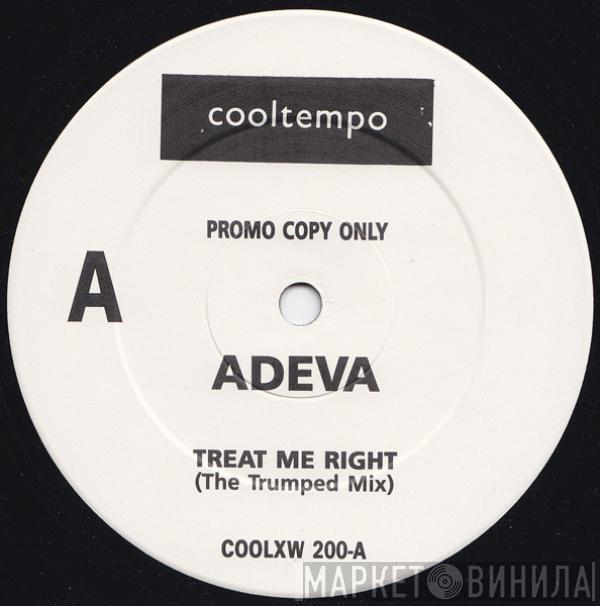 cooltempo
PROMO COPY ONLY
A
ADEVA
TREAT ME RIGHT
(The Trumped Mix)
COOLXW 200-A
МАРКЕТ ВИНИЛА